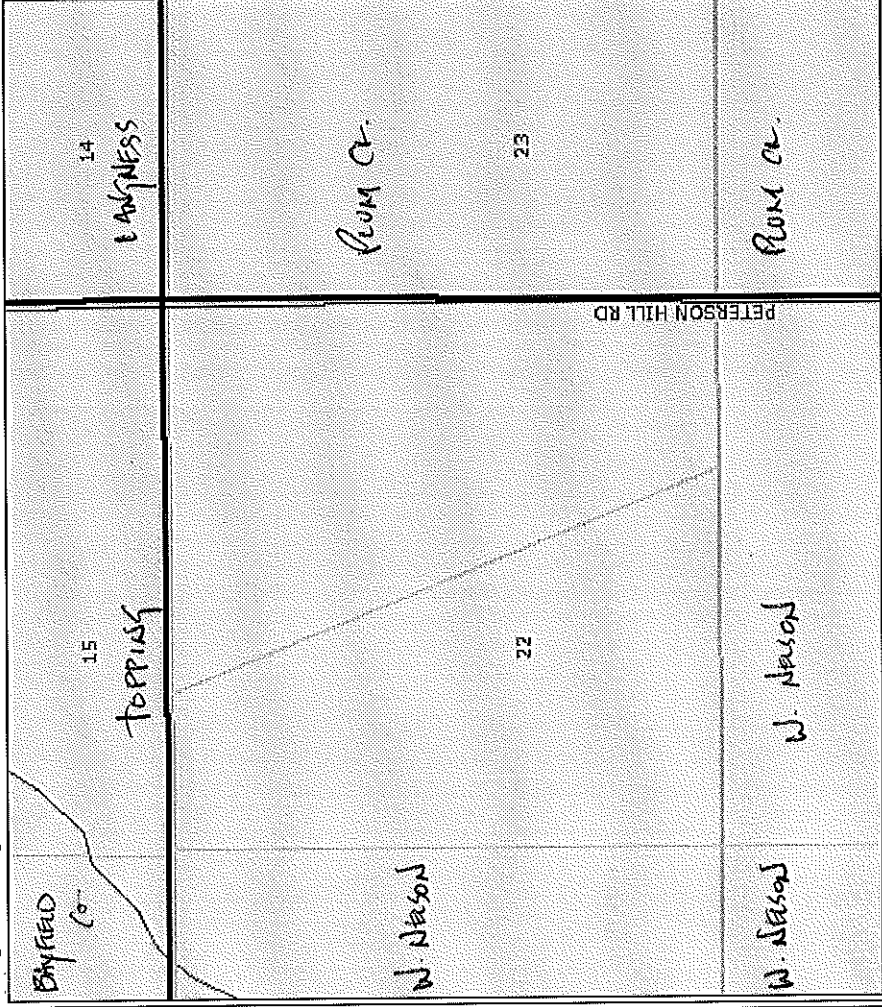 BAYFIELD
Co
15
TOPPING
14
LANGNESS
W. NELSON
22
PLUM CR.
23
PETERSON HILL RD
W. NELSON
W. NELSON
PLUM CR.